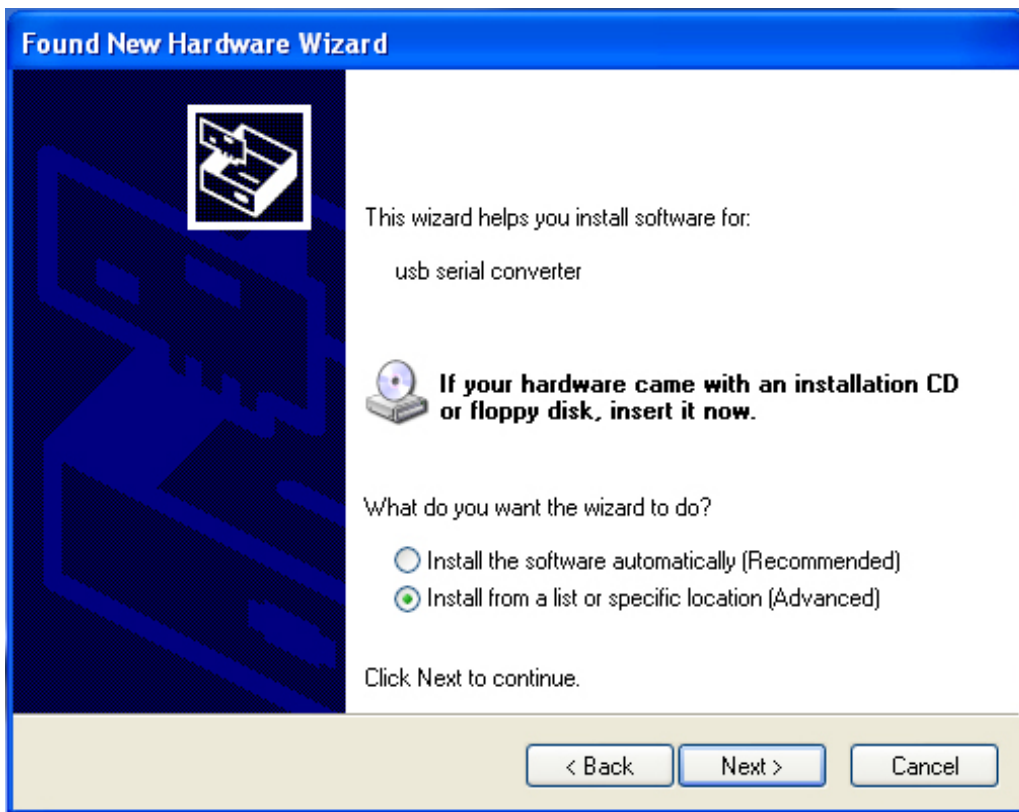 Found New Hardware Wizard
This wizard helps you install software for:
usb serial converter
If your hardware came with an installation CD
or floppy disk, insert it now.
What do you want the wizard to do?
Install the software automatically (Recommended)
Install from a list or specific location (Advanced)
Click Next to continue.
< Back
Next >
Cancel